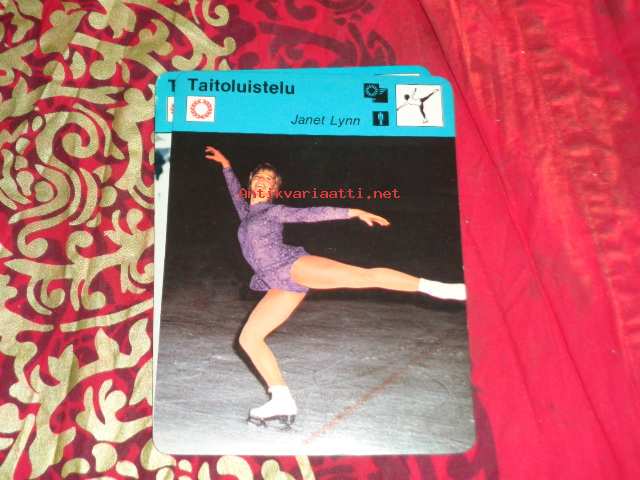 T
Taitoluistelu
Janet Lynn
Antikvariaatti.net